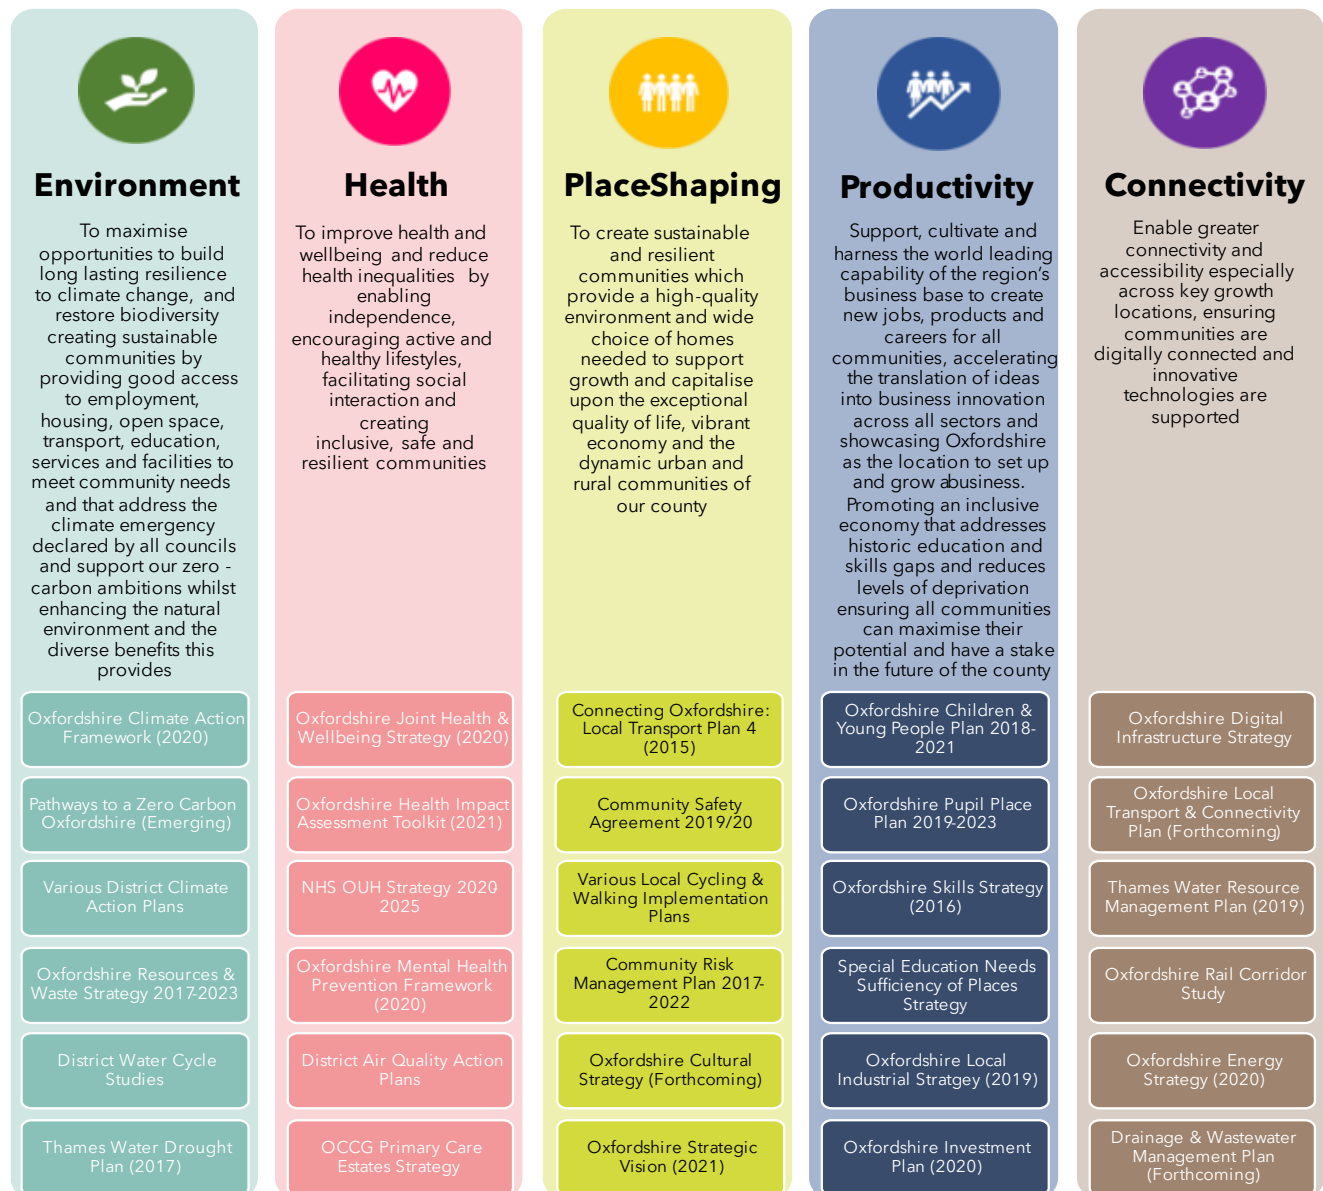 Environment
To maximise
opportunities to build
long lasting resilience
to climate change, and
restore biodiversity
creating sustainable
communities by
providing good access
to employment,
housing, open space,
transport, education,
services and facilities to
meet community needs
and that address the
climate emergency
declared by all councils
and support our zero -
carbon ambitions whilst
enhancing the natural
environment and the
diverse benefits this
provides
Oxfordshire Climate Action
Framework (2020)
Pathways to a Zero Carbon
Oxfordshire (Emerging)
Various District Climate
Action Plans
Oxfordshire Resources &
Waste Strategy 2017-2023
District Water Cycle
Studies
Thames Water Drought
Plan (2017)
Health
To improve health and
wellbeing and reduce
health inequalities by
enabling
independence,
encouraging active and
healthy lifestyles,
facilitating social
interaction and
creating
inclusive, safe and
resilient communities
Oxfordshire Joint Health &
Wellbeing Strategy (2020)
Oxfordshire Health Impact
Assessment Toolkit (2021)
NHS OUH Strategy 2020-
2025
Oxfordshire Mental Health
Prevention Framework
(2020)
District Air Quality Action
Plans
OCCG Primary Care
Estates Strategy
PlaceShaping
To create sustainable
and resilient
communities which
provide a high-quality
environment and wide
choice of homes
needed to support
growth and capitalise
upon the exceptional
quality of life, vibrant
economy and the
dynamic urban and
rural communities of
our county
Connecting Oxfordshire:
Local Transport Plan 4
(2015)
Community Safety
Agreement 2019/20
Various Local Cycling &
Walking Implementation
Plans
Community Risk
Management Plan 2017-
2022
Oxfordshire Cultural
Strategy (Forthcoming)
Oxfordshire Strategic
Vision (2021)
Productivity
Support, cultivate and
harness the world leading
capability of the region's
business base to create
new jobs, products and
careers for all
communities, accelerating
the translation of ideas
into business innovation
across all sectors and
showcasing Oxfordshire
as the location to set up
and grow abusiness.
Promoting an inclusive
economy that addresses
historic education and
skills gaps and reduces
levels of deprivation
ensuring all communities
can maximise their
potential and have a stake
in the future of the county
Oxfordshire Children &
Young People Plan 2018-
2021
Oxfordshire Pupil Place
Plan 2019-2023
Oxfordshire Skills Strategy
(2016)
Special Education Needs
Sufficiency of Places
Strategy
Oxfordshire Local
Industrial Stratgey (2019)
Oxfordshire Investment
Plan (2020)
Connectivity
Enable greater
connectivity and
accessibility especially
across key growth
locations, ensuring
communities are
digitally connected and
innovative
technologies are
supported
Oxfordshire Digital
Infrastructure Strategy
Oxfordshire Local
Transport & Connectivity
Plan (Forthcoming)
Thames Water Resource
Management Plan (2019)
Oxfordshire Rail Corridor
Study
Oxfordshire Energy
Strategy (2020)
Drainage & Wastewater
Management Plan
(Forthcoming)